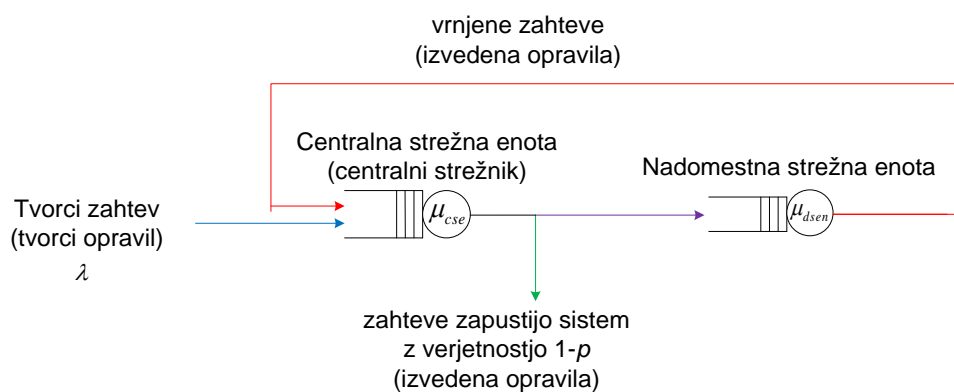 vrnjene zahteve
(izvedena opravila)
Centralna strežna enota
(centralni strežnik)
Nadomestna strežna enota
Tvorci zahtev
(tvorci opravil)
λ
μcse
μdsen
zahteve zapustijo sistem
z verjetnostjo 1-p
(izvedena opravila)